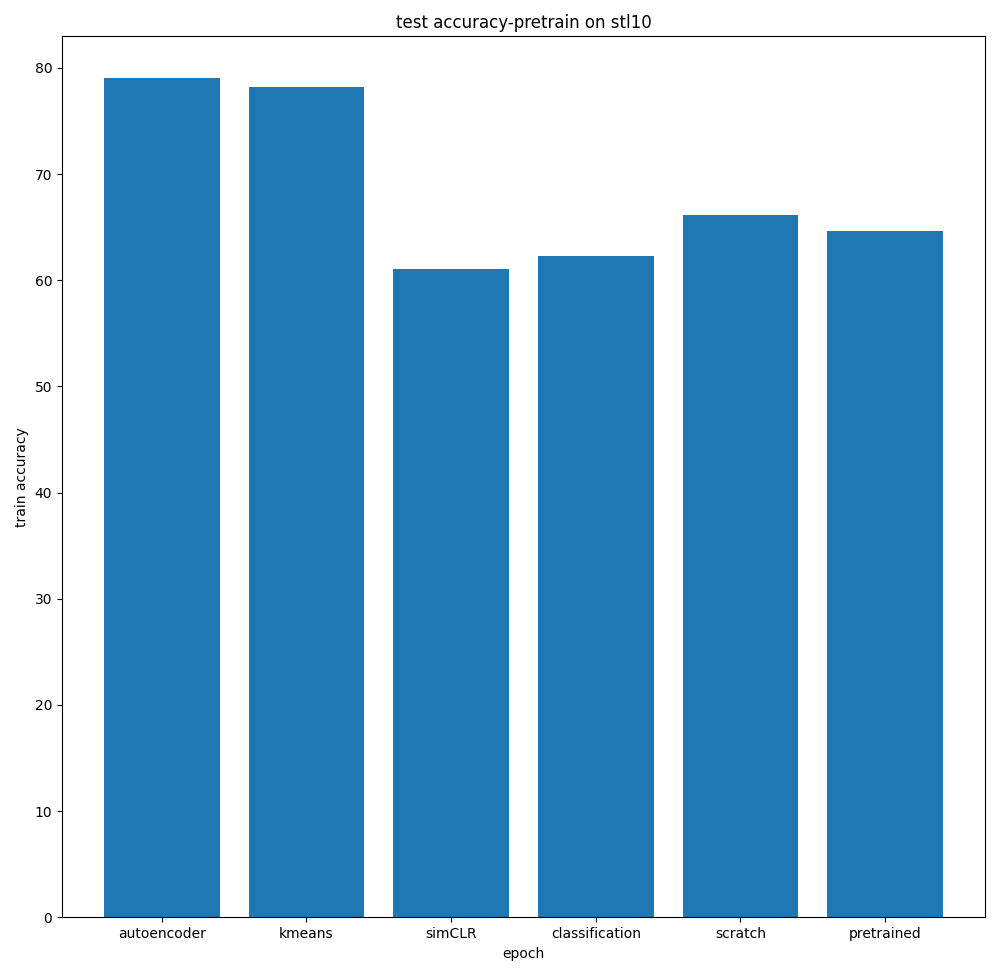 test accuracy-pretrain on stl10
80
70
60
50
40
30
20
10
0
train accuracy
autoencoder kmeans simCLR classification scratch pretrained
epoch